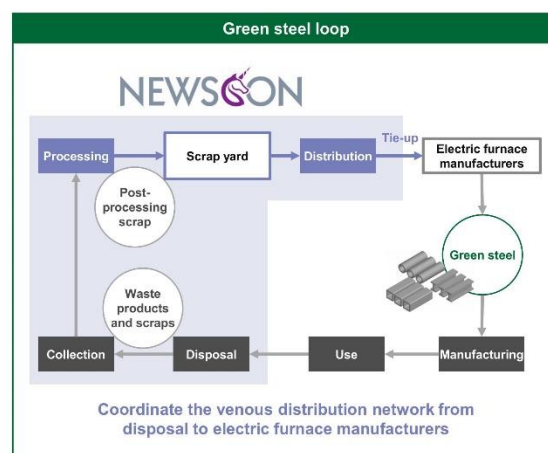 Green steel loop
NEWSCON
Tie-up
Processing
Scrap yard
Distribution
Electric furnace
manufacturers
Post-
processing
scrap
Green steel
Waste
products
and scraps
Collection
Disposal
Use
Manufacturing
Coordinate the venous distribution network from
disposal to electric furnace manufacturers